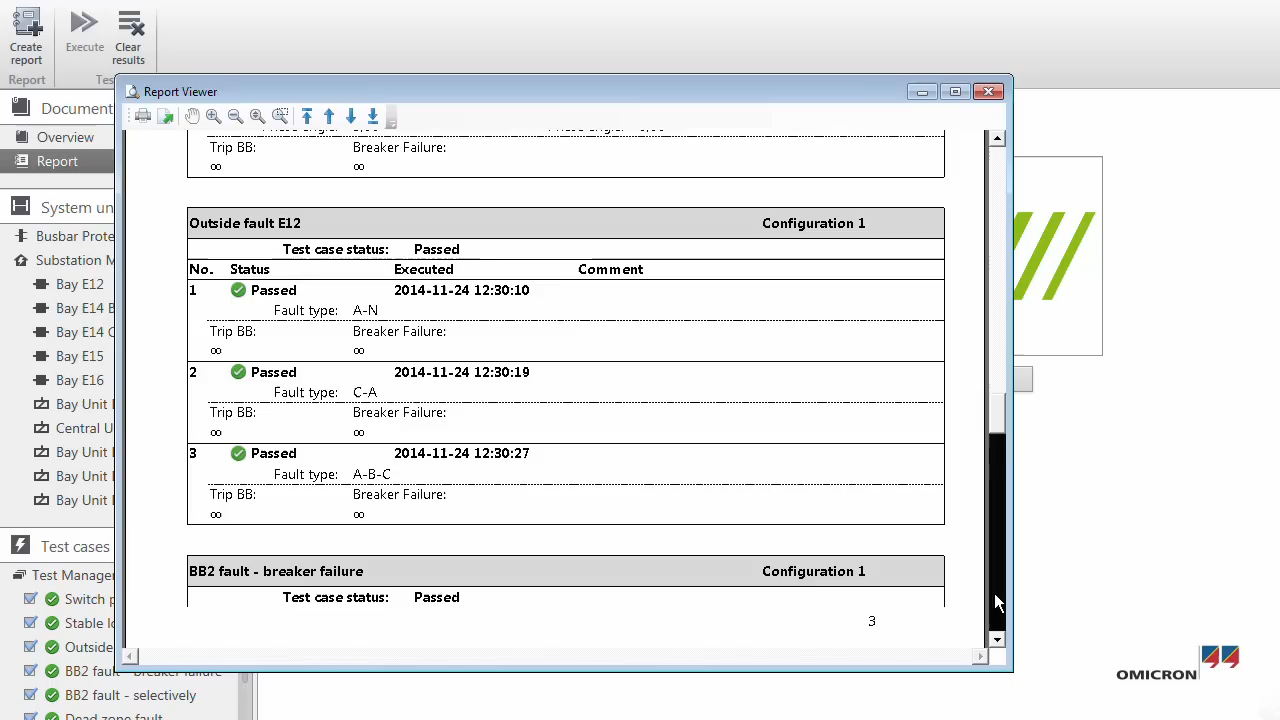 Create
report
Execute
Clear
results
Report
Tes
Document
Overview
Report
System un
Busbar Prote
Substation M
Bay E12
Bay E14 B
Bay E14 C
Bay E15
Bay E16
Bay Unit
Central U
Bay Unit
Bay Unit
Bay Unit
Test cases
Test Manage
Switch p
Stable lo
Outside
BB2 fault - breaker failure
BB2 fault - selectively
Dead zone fault
Report Viewer
Trip BB: Breaker Failure:
∞ ∞
Outside fault E12 Configuration 1
Test case status: Passed
No. Status Executed Comment
1 Passed 2014-11-24 12:30:10
Fault type: A-N
Trip BB: Breaker Failure:
∞ ∞
2 Passed 2014-11-24 12:30:19
Fault type: C-A
Trip BB: Breaker Failure:
∞ ∞
3 Passed 2014-11-24 12:30:27
Fault type: A-B-C
Trip BB: Breaker Failure:
∞ ∞
BB2 fault - breaker failure Configuration 1
Test case status: Passed
3
OMICRON